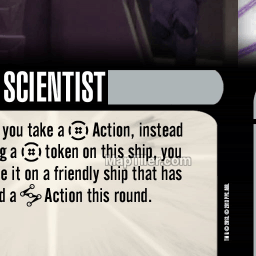 SCIENTIST
you take a Action, instead
g a token on this ship, you
e it on a friendly ship that has
d a Action this round.